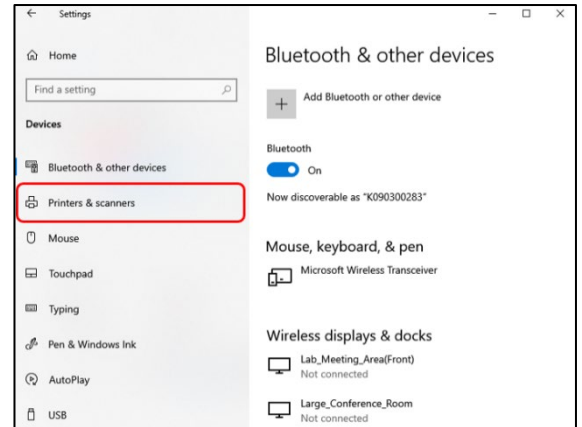 Settings
Home
Find a setting
Devices
Bluetooth & other devices
Printers & scanners
Mouse
Touchpad
Typing
Pen & Windows Ink
AutoPlay
USB
Bluetooth & other devices
Add Bluetooth or other device
Bluetooth
On
Now discoverable as "K090300283"
Mouse, keyboard, & pen
Microsoft Wireless Transceiver
Wireless displays & docks
Lab_Meeting_Area(Front)
Not connected
Large_Conference_Room
Not connected